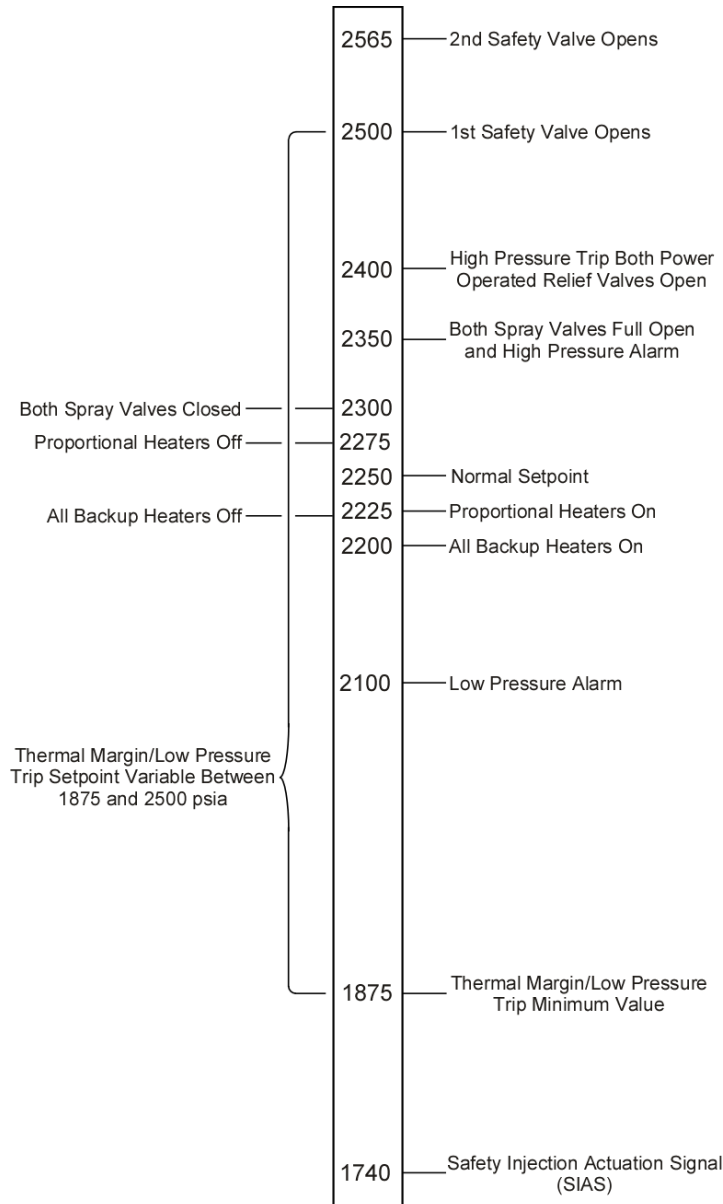 2565
2nd Safety Valve Opens
2500
1st Safety Valve Opens
2400
High Pressure Trip Both Power
Operated Relief Valves Open
2350
Both Spray Valves Full Open
and High Pressure Alarm
Both Spray Valves Closed
2300
Proportional Heaters Off
2275
2250
Normal Setpoint
2225
Proportional Heaters On
All Backup Heaters Off
2200
All Backup Heaters On
2100
Low Pressure Alarm
Thermal Margin/Low Pressure
Trip Setpoint Variable Between
1875 and 2500 psia
1875
Thermal Margin/Low Pressure
Trip Minimum Value
1740
Safety Injection Actuation Signal
(SIAS)